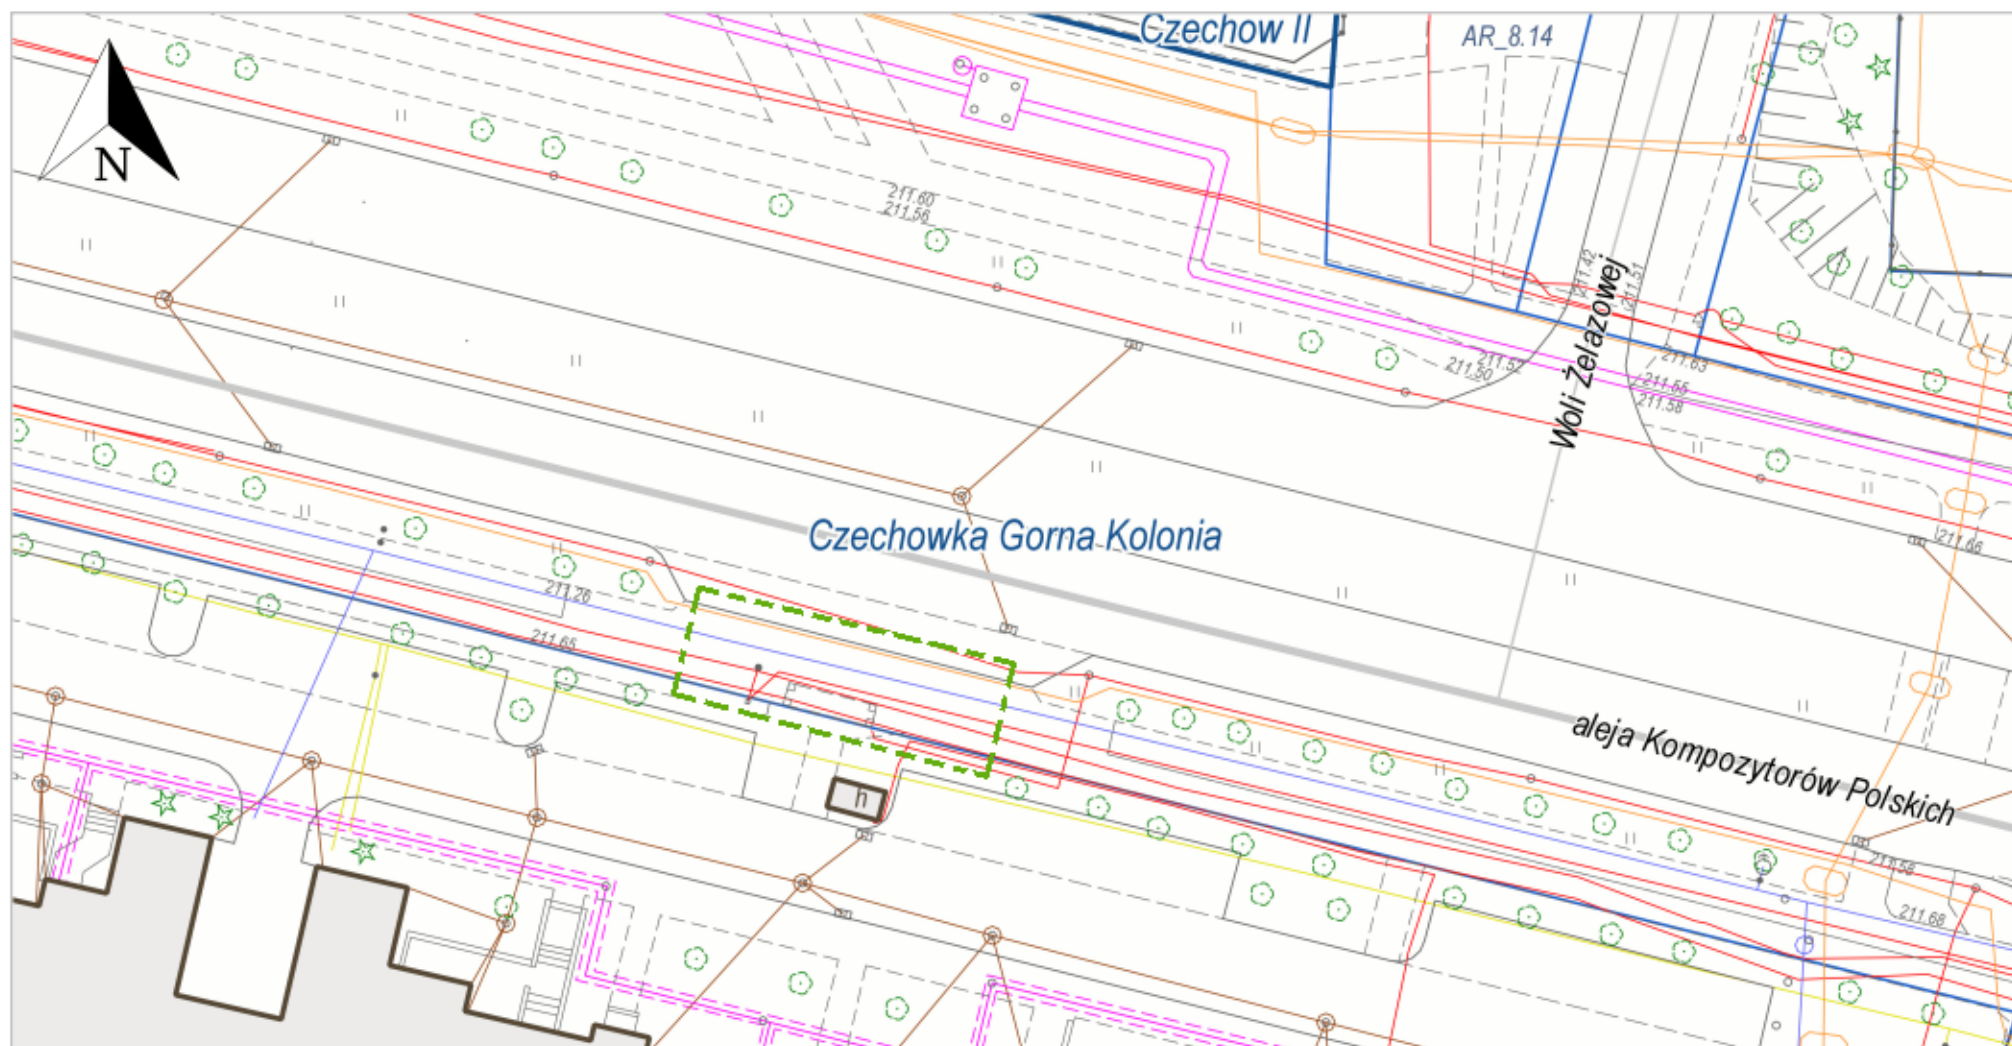 Czechow II
AR_8.14
N
211.60
211.56
211.42
211.51
Woli Żelazowej
211.52
211.50
211.63
211.55
211.58
Czechowka Gorna Kolonia
211.66
211.26
211.65
aleja Kompozytorów Polskich
h
211.58
211.68